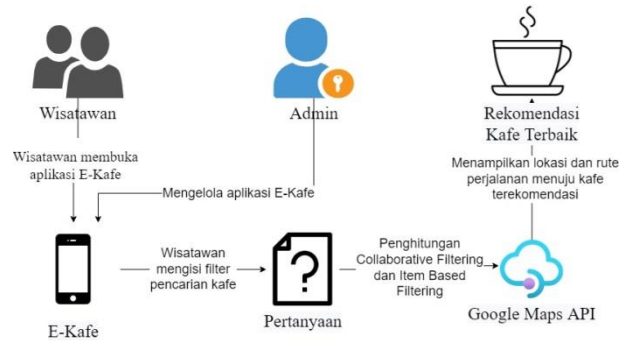 Wisatawan
Admin
Rekomendasi
Kafe Terbaik
Wisatawan membuka
aplikasi E-Kafe
Mengelola aplikasi E-Kafe
Menampilkan lokasi dan rute
perjalanan menuju kafe
terekomendasi
Wisatawan
mengisi filter
pencarian kafe
Penghitungan
Collaborative Filtering
dan Item Based
Filtering
E-Kafe
Pertanyaan
Google Maps API